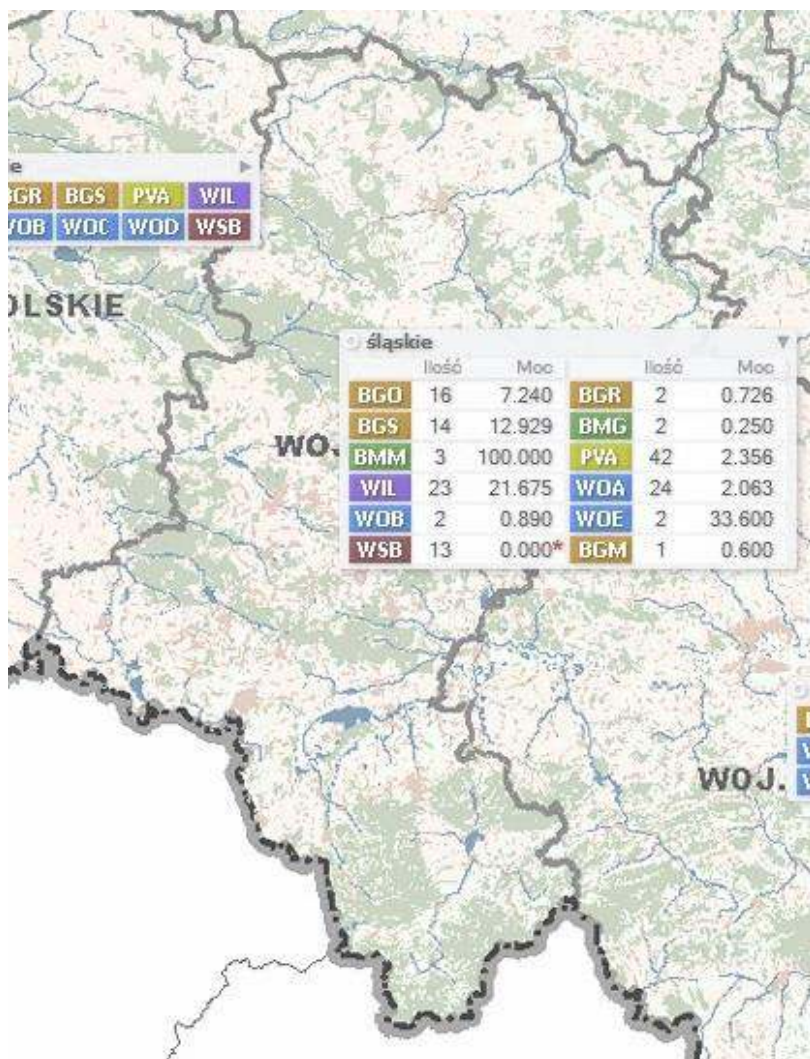 BGS PVA WIL
WOC WOD WSB
śląskie
Ilość Moc Ilość Moc
BGO 16 7.240 BGR 2 0.726
BGS 14 12.929 BMG 2 0.250
BMM 3 100.000 PVA 42 2.356
WIL 23 21.675 WOA 24 2.063
WOB 2 0.890 WOE 2 33.600
WSB 13 0.000* BGM 1 0.600
OLSKIE
WOJ.
WOJ.